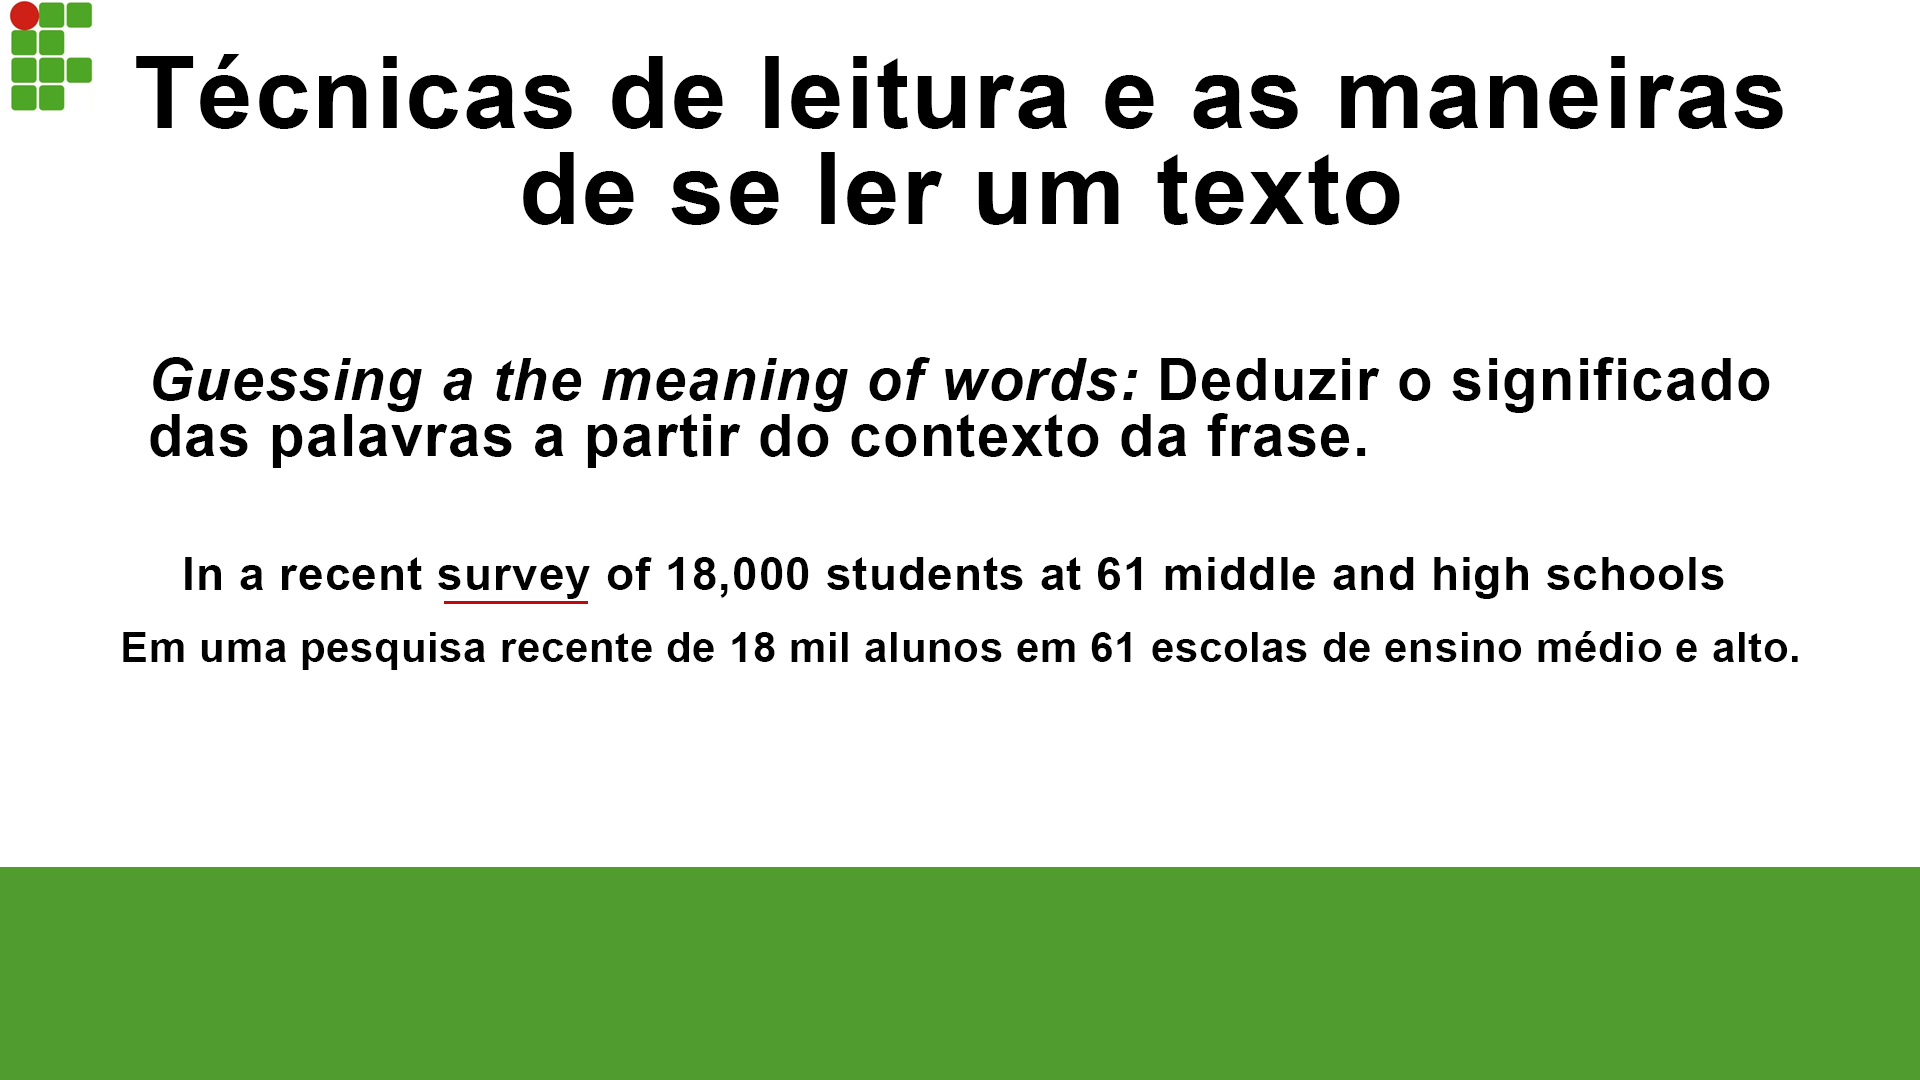 Técnicas de leitura e as maneiras
de se ler um texto
Guessing a the meaning of words: Deduzir o significado
das palavras a partir do contexto da frase.
In a recent survey of 18,000 students at 61 middle and high schools
Em uma pesquisa recente de 18 mil alunos em 61 escolas de ensino médio e alto.